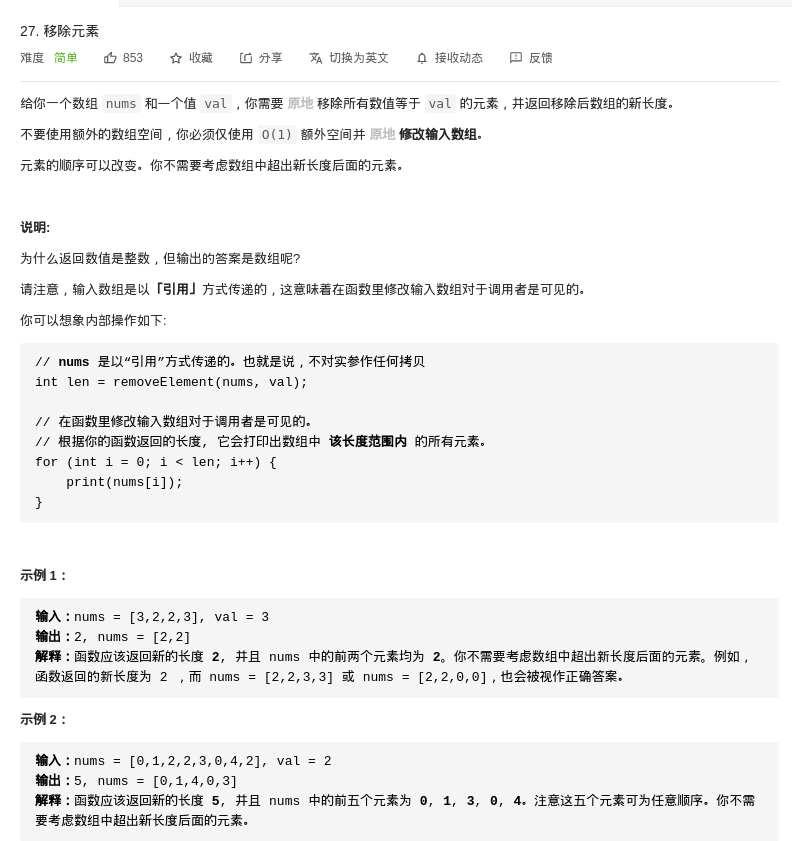 27. 移除元素
难度 简单 853 收藏 分享 切换为英文 接收动态 反馈
给你一个数组 nums 和一个值 val，你需要 原地 移除所有数值等于 val 的元素，并返回移除后数组的新长度。
不要使用额外的数组空间，你必须仅使用 O(1) 额外空间并 原地 修改输入数组。
元素的顺序可以改变。你不需要考虑数组中超出新长度后面的元素。
说明:
为什么返回数值是整数，但输出的答案是数组呢?
请注意，输入数组是以「引用」方式传递的，这意味着在函数里修改输入数组对于调用者是可见的。
你可以想象内部操作如下:
// nums 是以“引用”方式传递的。也就是说，不对实参作任何拷贝
int len = removeElement(nums, val);
// 在函数里修改输入数组对于调用者是可见的。
// 根据你的函数返回的长度, 它会打印出数组中 该长度范围内 的所有元素。
for (int i = 0; i < len; i++) {
    print(nums[i]);
}
示例 1：
输入：nums = [3,2,2,3], val = 3
输出：2, nums = [2,2]
解释：函数应该返回新的长度 2, 并且 nums 中的前两个元素均为 2。你不需要考虑数组中超出新长度后面的元素。例如，
函数返回的新长度为 2 ，而 nums = [2,2,3,3] 或 nums = [2,2,0,0]，也会被视作正确答案。
示例 2：
输入：nums = [0,1,2,2,3,0,4,2], val = 2
输出：5, nums = [0,1,4,0,3]
解释：函数应该返回新的长度 5, 并且 nums 中的前五个元素为 0, 1, 3, 0, 4。注意这五个元素可为任意顺序。你不需
要考虑数组中超出新长度后面的元素。